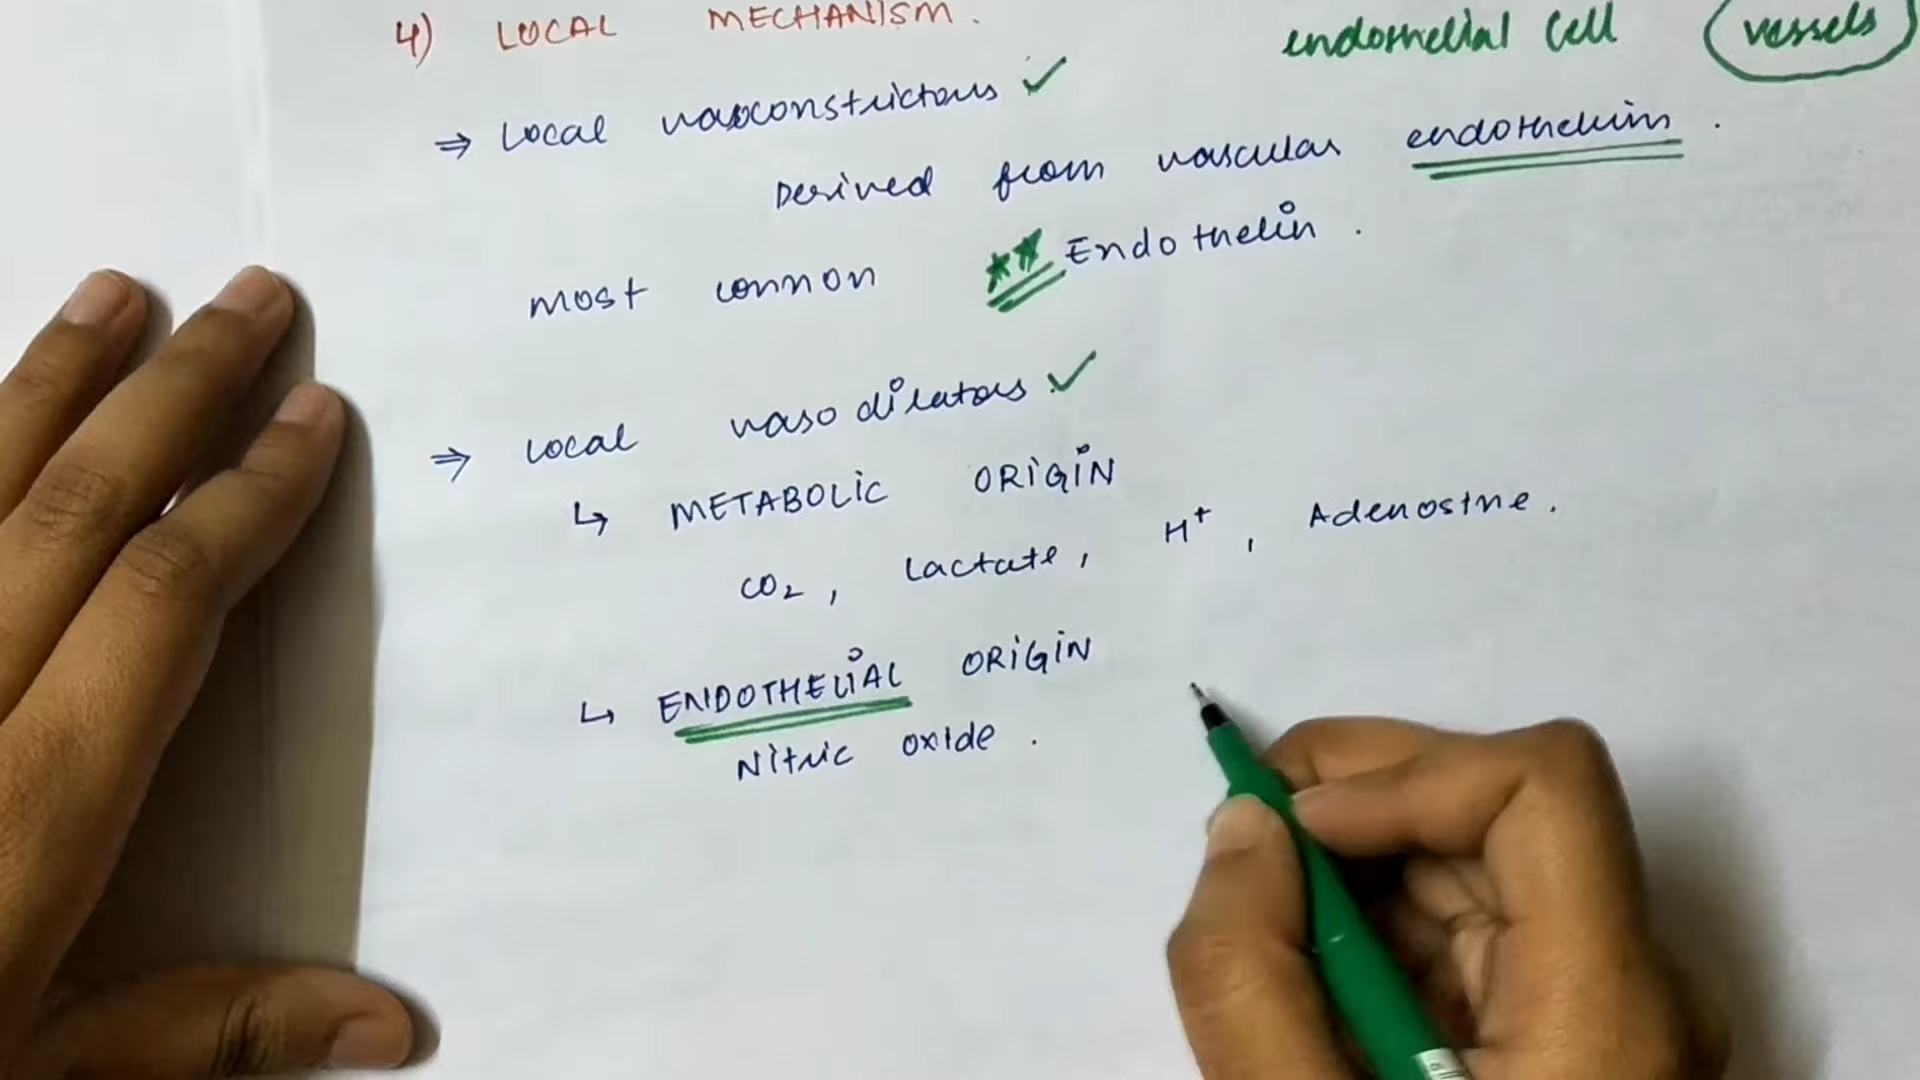 4) LOCAL MECHANISM.
endothelial cell vessels
⇒ Local vasoconstrictors ✓
Derived from vascular endothelium.
most common ** Endothelin.
⇒ Local vasodilators ✓
↳ METABOLIC ORIGIN
CO₂, Lactate, H⁺, Adenosine.
↳ ENDOTHELIAL ORIGIN
Nitric oxide.